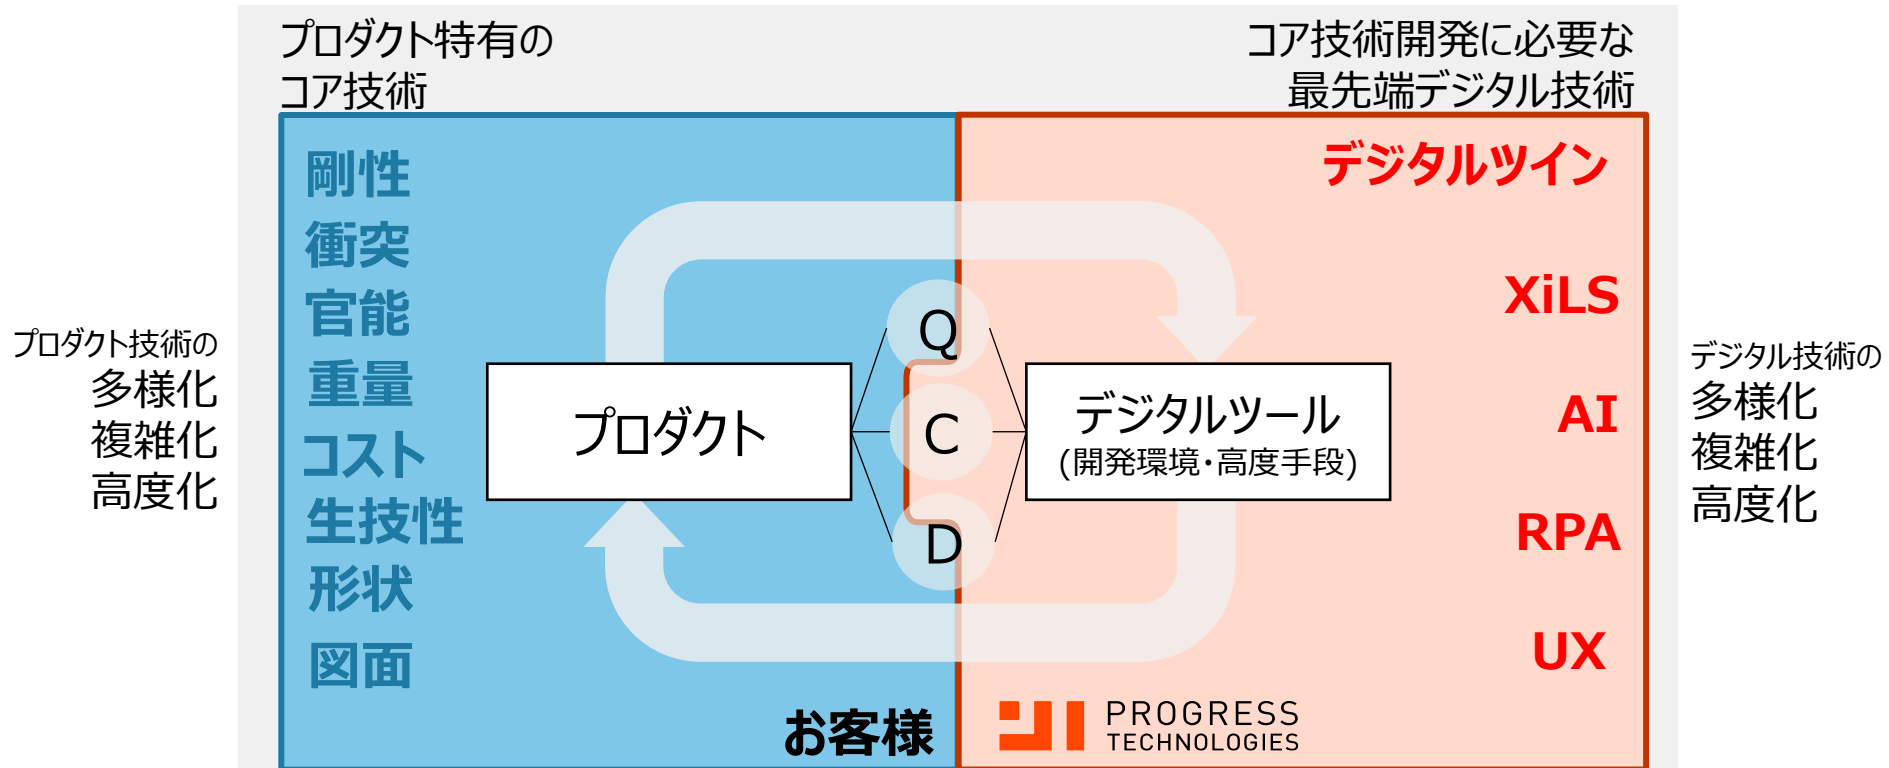 プロダクト特有の
コア技術
コア技術開発に必要な
最先端デジタル技術
プロダクト技術の
多様化
複雑化
高度化
剛性
衝突
官能
重量
コスト
生技性
形状
図面
プロダクト
Q
C
D
デジタルツール
(開発環境・高度手段)
デジタルツイン
XiLS
AI
RPA
UX
お客様
PROGRESS
TECHNOLOGIES
デジタル技術の
多様化
複雑化
高度化